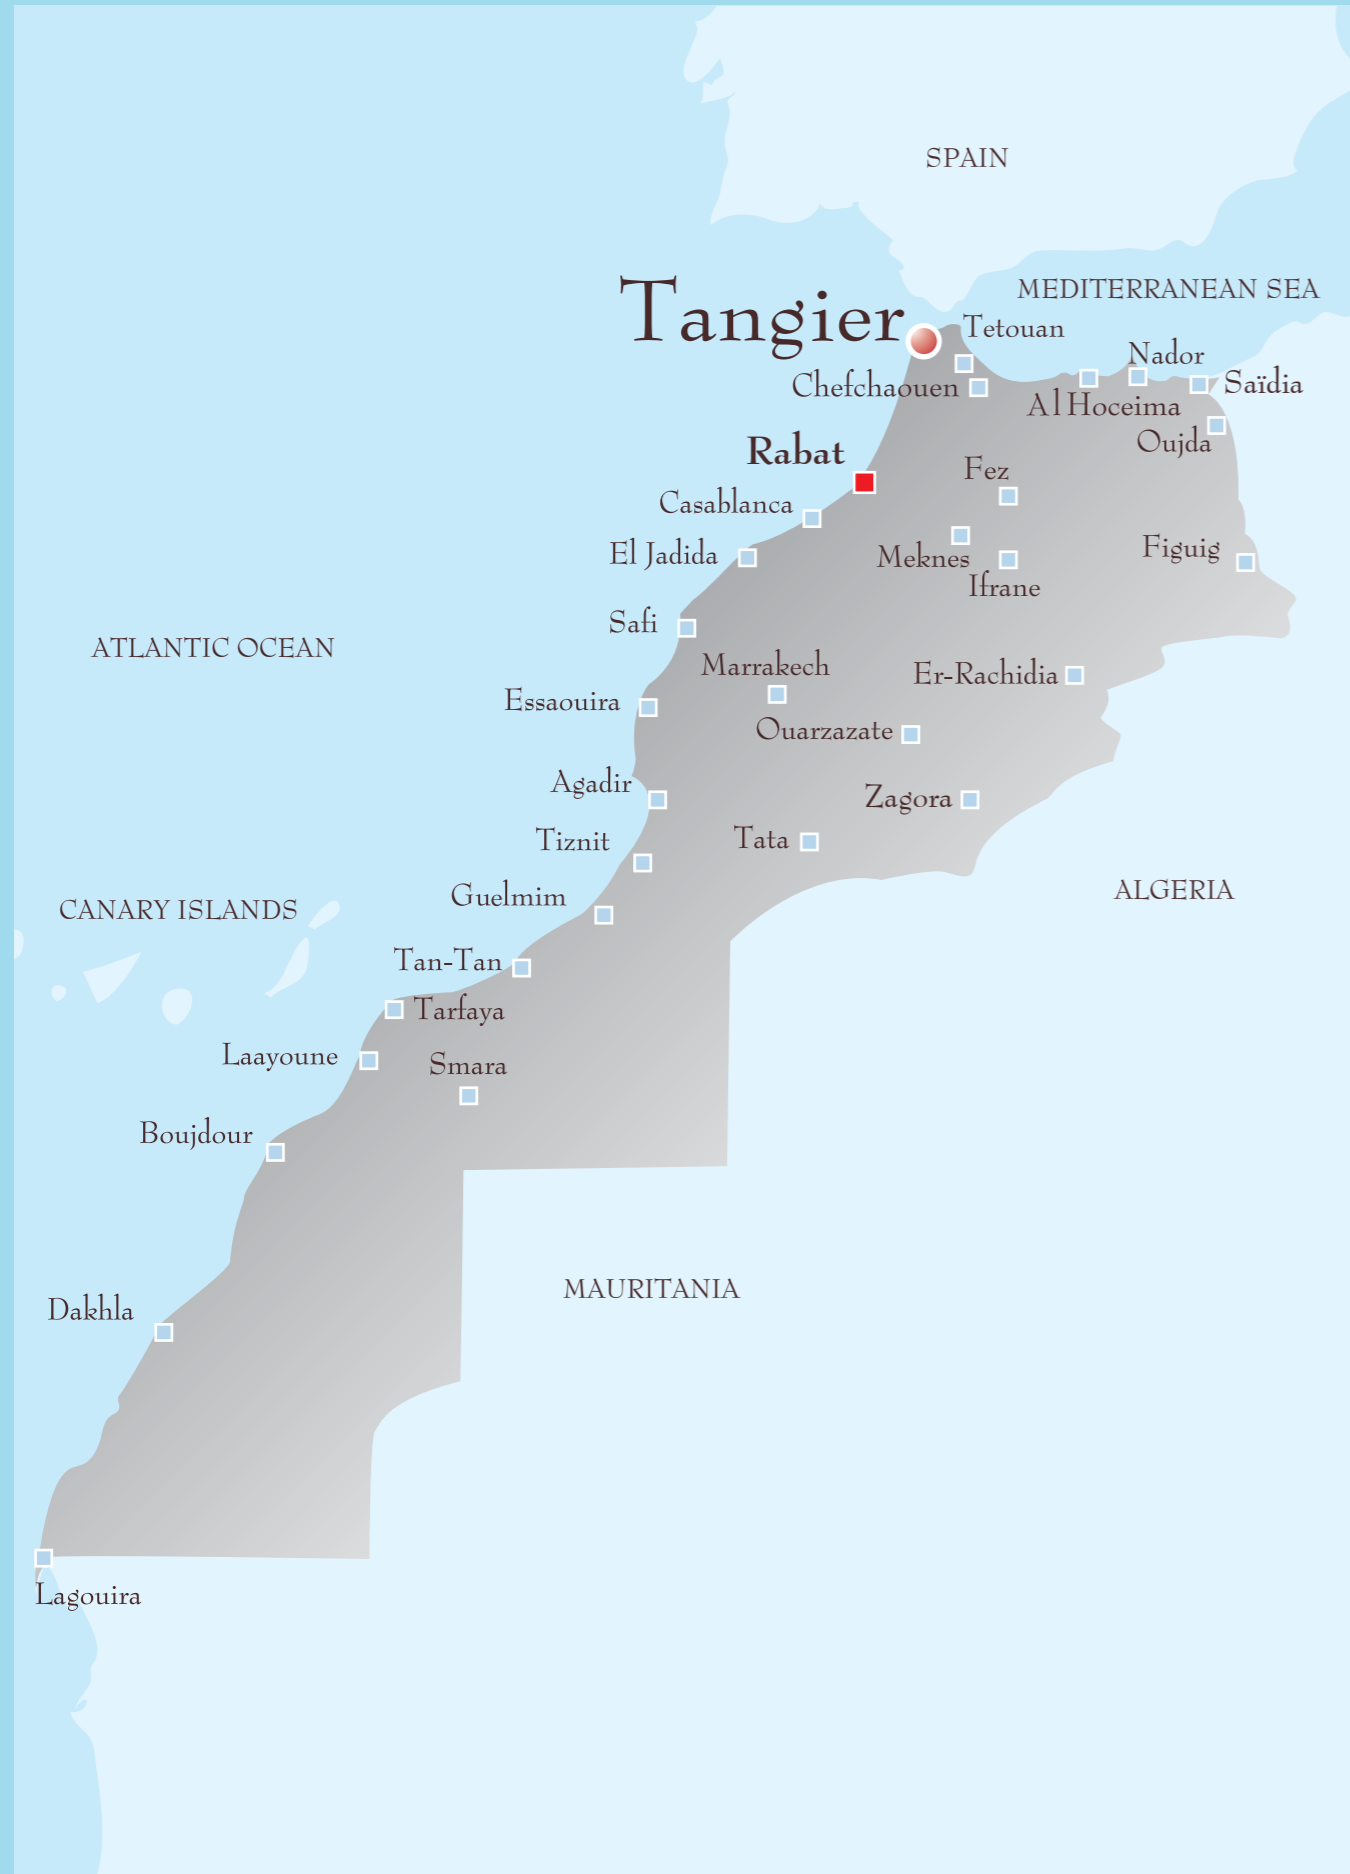 SPAIN
MEDITERRANEAN SEA
Tangier
Tetouan
Nador
Saïdia
Chefchaouen
Al Hoceima
Oujda
Rabat
Fez
Casablanca
El Jadida
Meknes
Figuig
Ifrane
Safi
ATLANTIC OCEAN
Marrakech
Er-Rachidia
Essaouira
Ouarzazate
Agadir
Zagora
Tiznit
Tata
ALGERIA
Guelmim
CANARY ISLANDS
Tan-Tan
Tarfaya
Laayoune
Smara
Boujdour
MAURITANIA
Dakhla
Lagouira